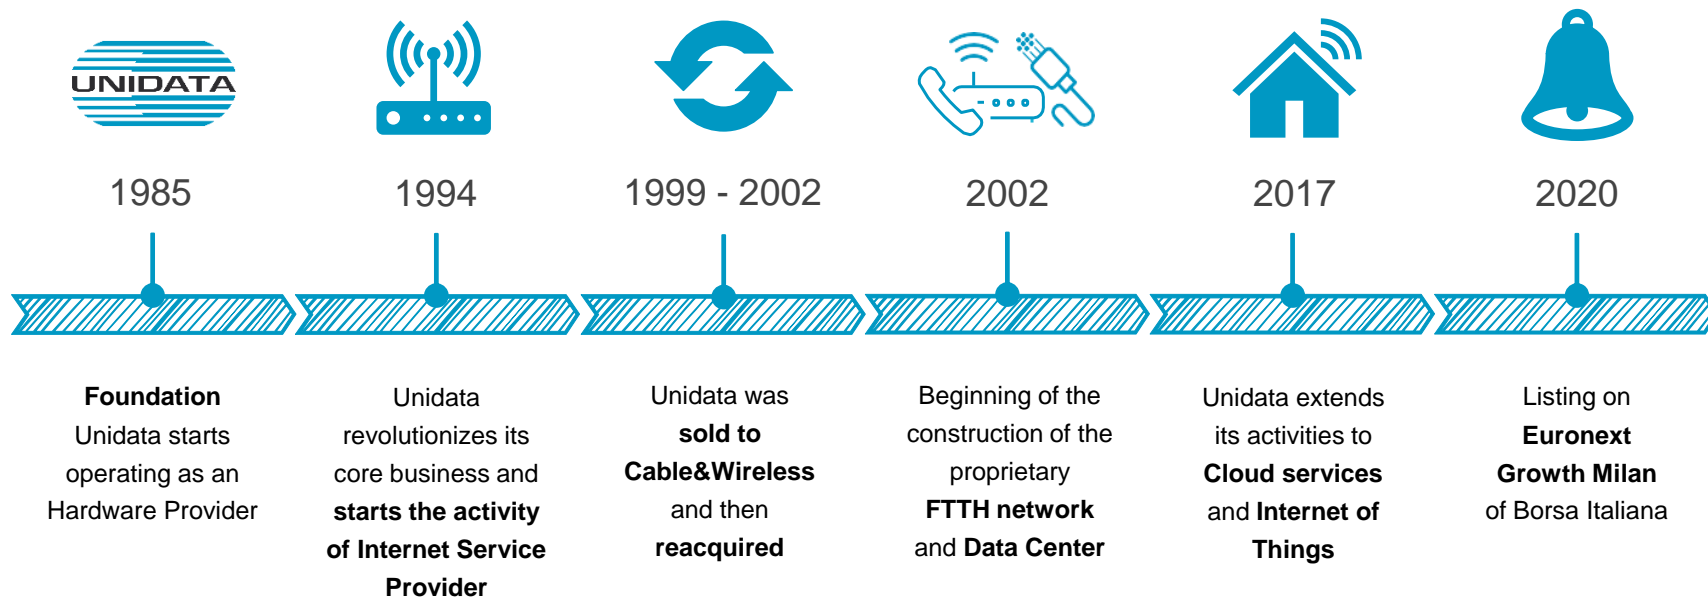 UNIDATA
1985
Foundation
Unidata starts
operating as an
Hardware Provider
1994
Unidata
revolutionizes its
core business and
starts the activity
of Internet Service
Provider
1999 - 2002
Unidata was
sold to
Cable&Wireless
and then
reacquired
2002
Beginning of the
construction of the
proprietary
FTTH network
and Data Center
2017
Unidata extends
its activities to
Cloud services
and Internet of
Things
2020
Listing on
Euronext
Growth Milan
of Borsa Italiana